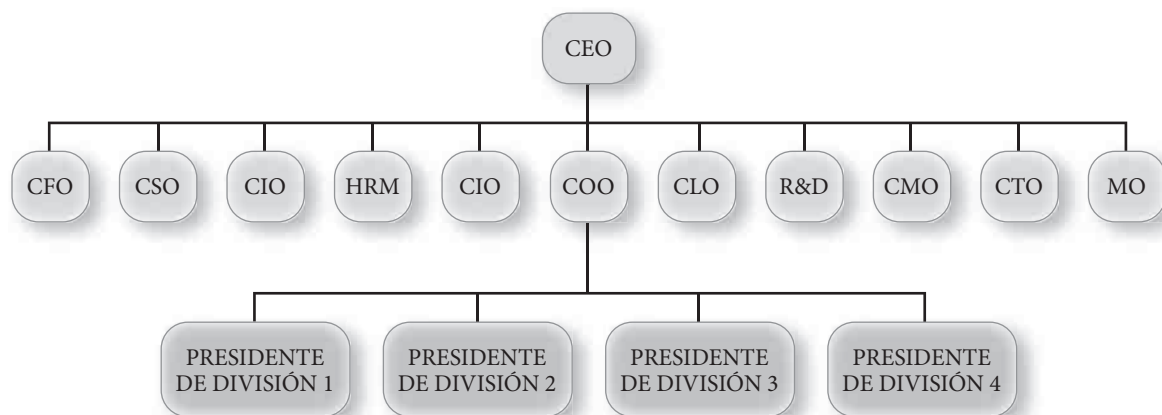 CEO
CFO
CSO
CIO
HRM
CIO
COO
CLO
R&D
CMO
CTO
MO
PRESIDENTE
DE DIVISIÓN 1
PRESIDENTE
DE DIVISIÓN 2
PRESIDENTE
DE DIVISIÓN 3
PRESIDENTE
DE DIVISIÓN 4